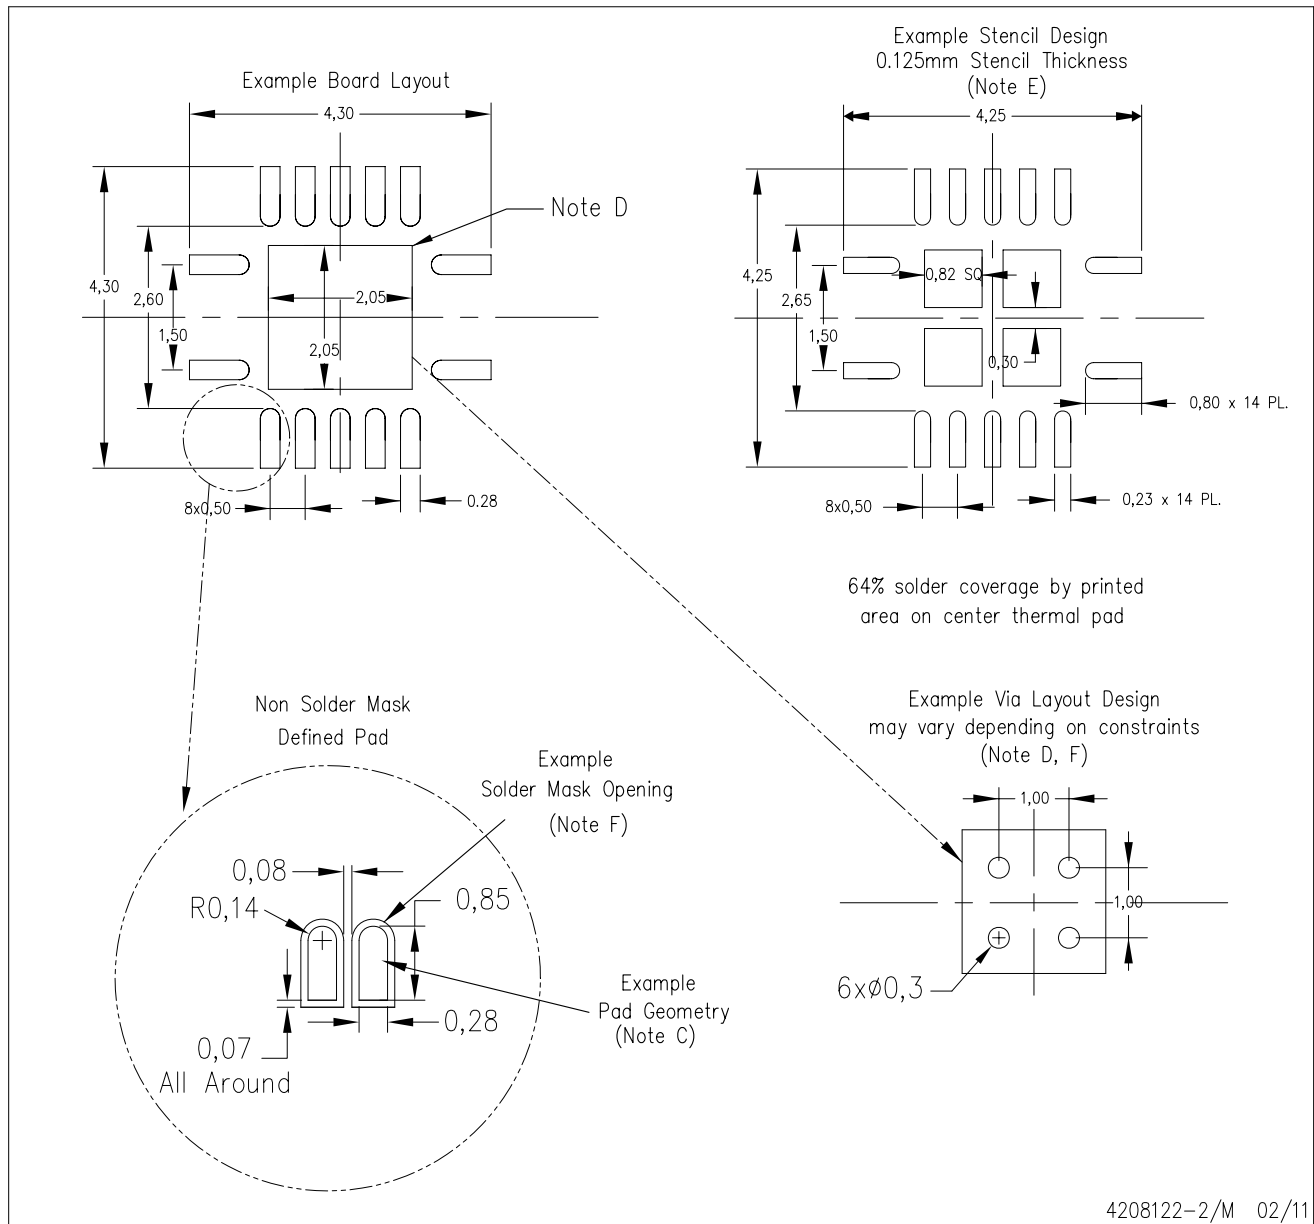 Example Board Layout
4,30
Note D
4,30
2,60
1,50
2,05
2,05
8x0,50
0.28
Example Stencil Design
0.125mm Stencil Thickness
(Note E)
4,25
4,25
2,65
1,50
0,82 SQ
0,30
0,80 x 14 PL.
8x0,50
0,23 x 14 PL.
64% solder coverage by printed
area on center thermal pad
Non Solder Mask
Defined Pad
Example
Solder Mask Opening
(Note F)
0,08
R0,14
0,85
Example
Pad Geometry
(Note C)
0,28
0,07
All Around
Example Via Layout Design
may vary depending on constraints
(Note D, F)
1,00
1,00
6xø0,3
4208122-2/M 02/11